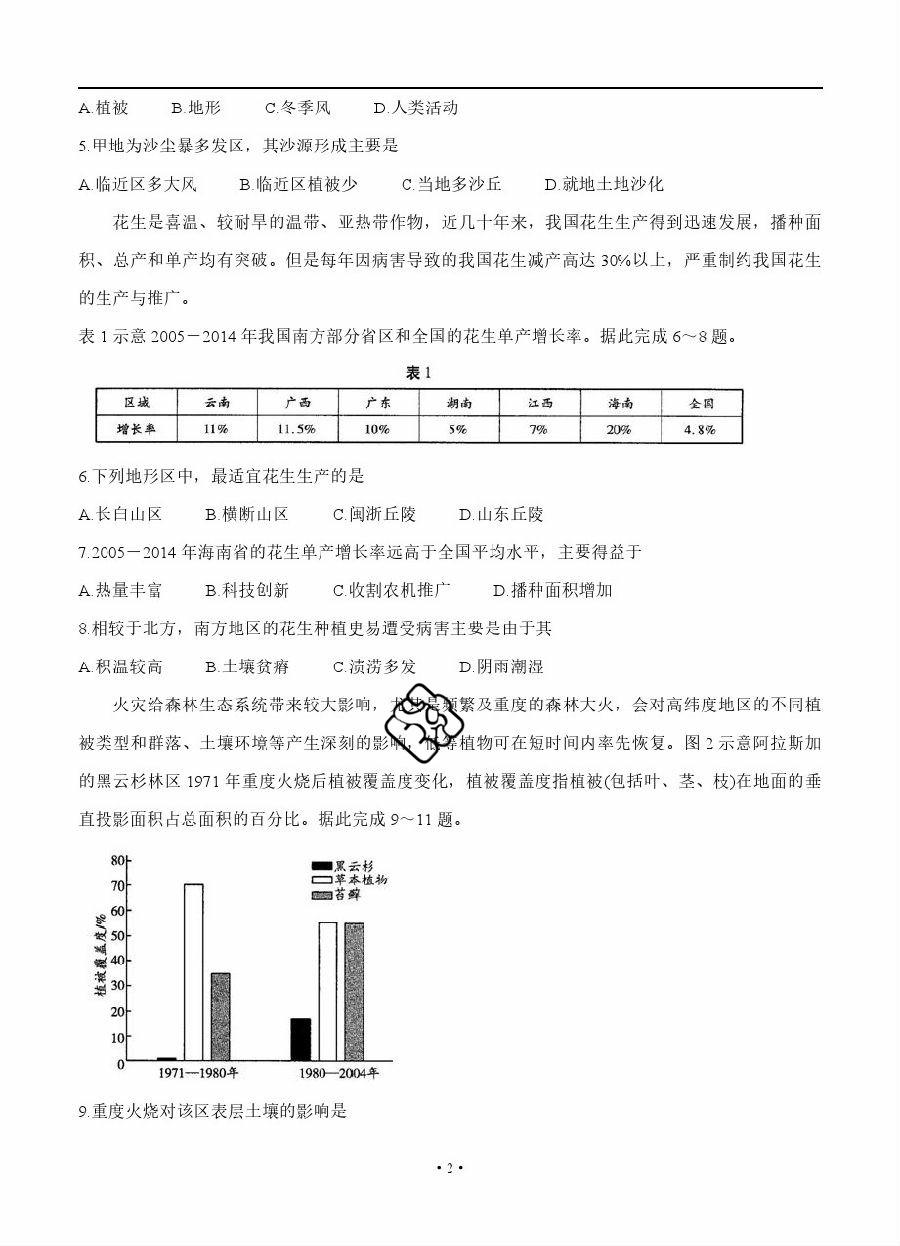 A.植被 B.地形 C.冬季风 D.人类活动
5.甲地为沙尘暴多发区，其沙源形成主要是
A.临近区多大风 B.临近区植被少 C.当地多沙丘 D.就地土地沙化
花生是喜温、较耐旱的温带、亚热带作物，近几十年来，我国花生生产得到迅速发展，播种面
积、总产和单产均有突破。但是每年因病害导致的我国花生减产高达 30%以上，严重制约我国花生
的生产与推广。
表 1 示意 2005－2014 年我国南方部分省区和全国的花生单产增长率。据此完成 6～8 题。
表 1
区域 云南 广西 广东 湖南 江西 海南 全国
增长率 11% 11.5% 10% 5% 7% 20% 4.8%
6.下列地形区中，最适宜花生生产的是
A.长白山区 B.横断山区 C.闽浙丘陵 D.山东丘陵
7.2005－2014 年海南省的花生单产增长率远高于全国平均水平，主要得益于
A.热量丰富 B.科技创新 C.收割农机推广 D.播种面积增加
8.相较于北方，南方地区的花生种植更易遭受病害主要是由于其
A.积温较高 B.土壤贫瘠 C.渍涝多发 D.阴雨潮湿
火灾给森林生态系统带来较大影响，尤其是频繁及重度的森林大火，会对高纬度地区的不同植
被类型和群落、土壤环境等产生深刻的影响，低等植物可在短时间内率先恢复。图 2 示意阿拉斯加
的黑云杉林区 1971 年重度火烧后植被覆盖度变化，植被覆盖度指植被(包括叶、茎、枝)在地面的垂
直投影面积占总面积的百分比。据此完成 9～11 题。
植被覆盖度/%
80
70
60
50
40
30
20
10
0
黑云杉
草本植物
苔藓
1971—1980年 1980—2004年
9.重度火烧对该区表层土壤的影响是
·2·